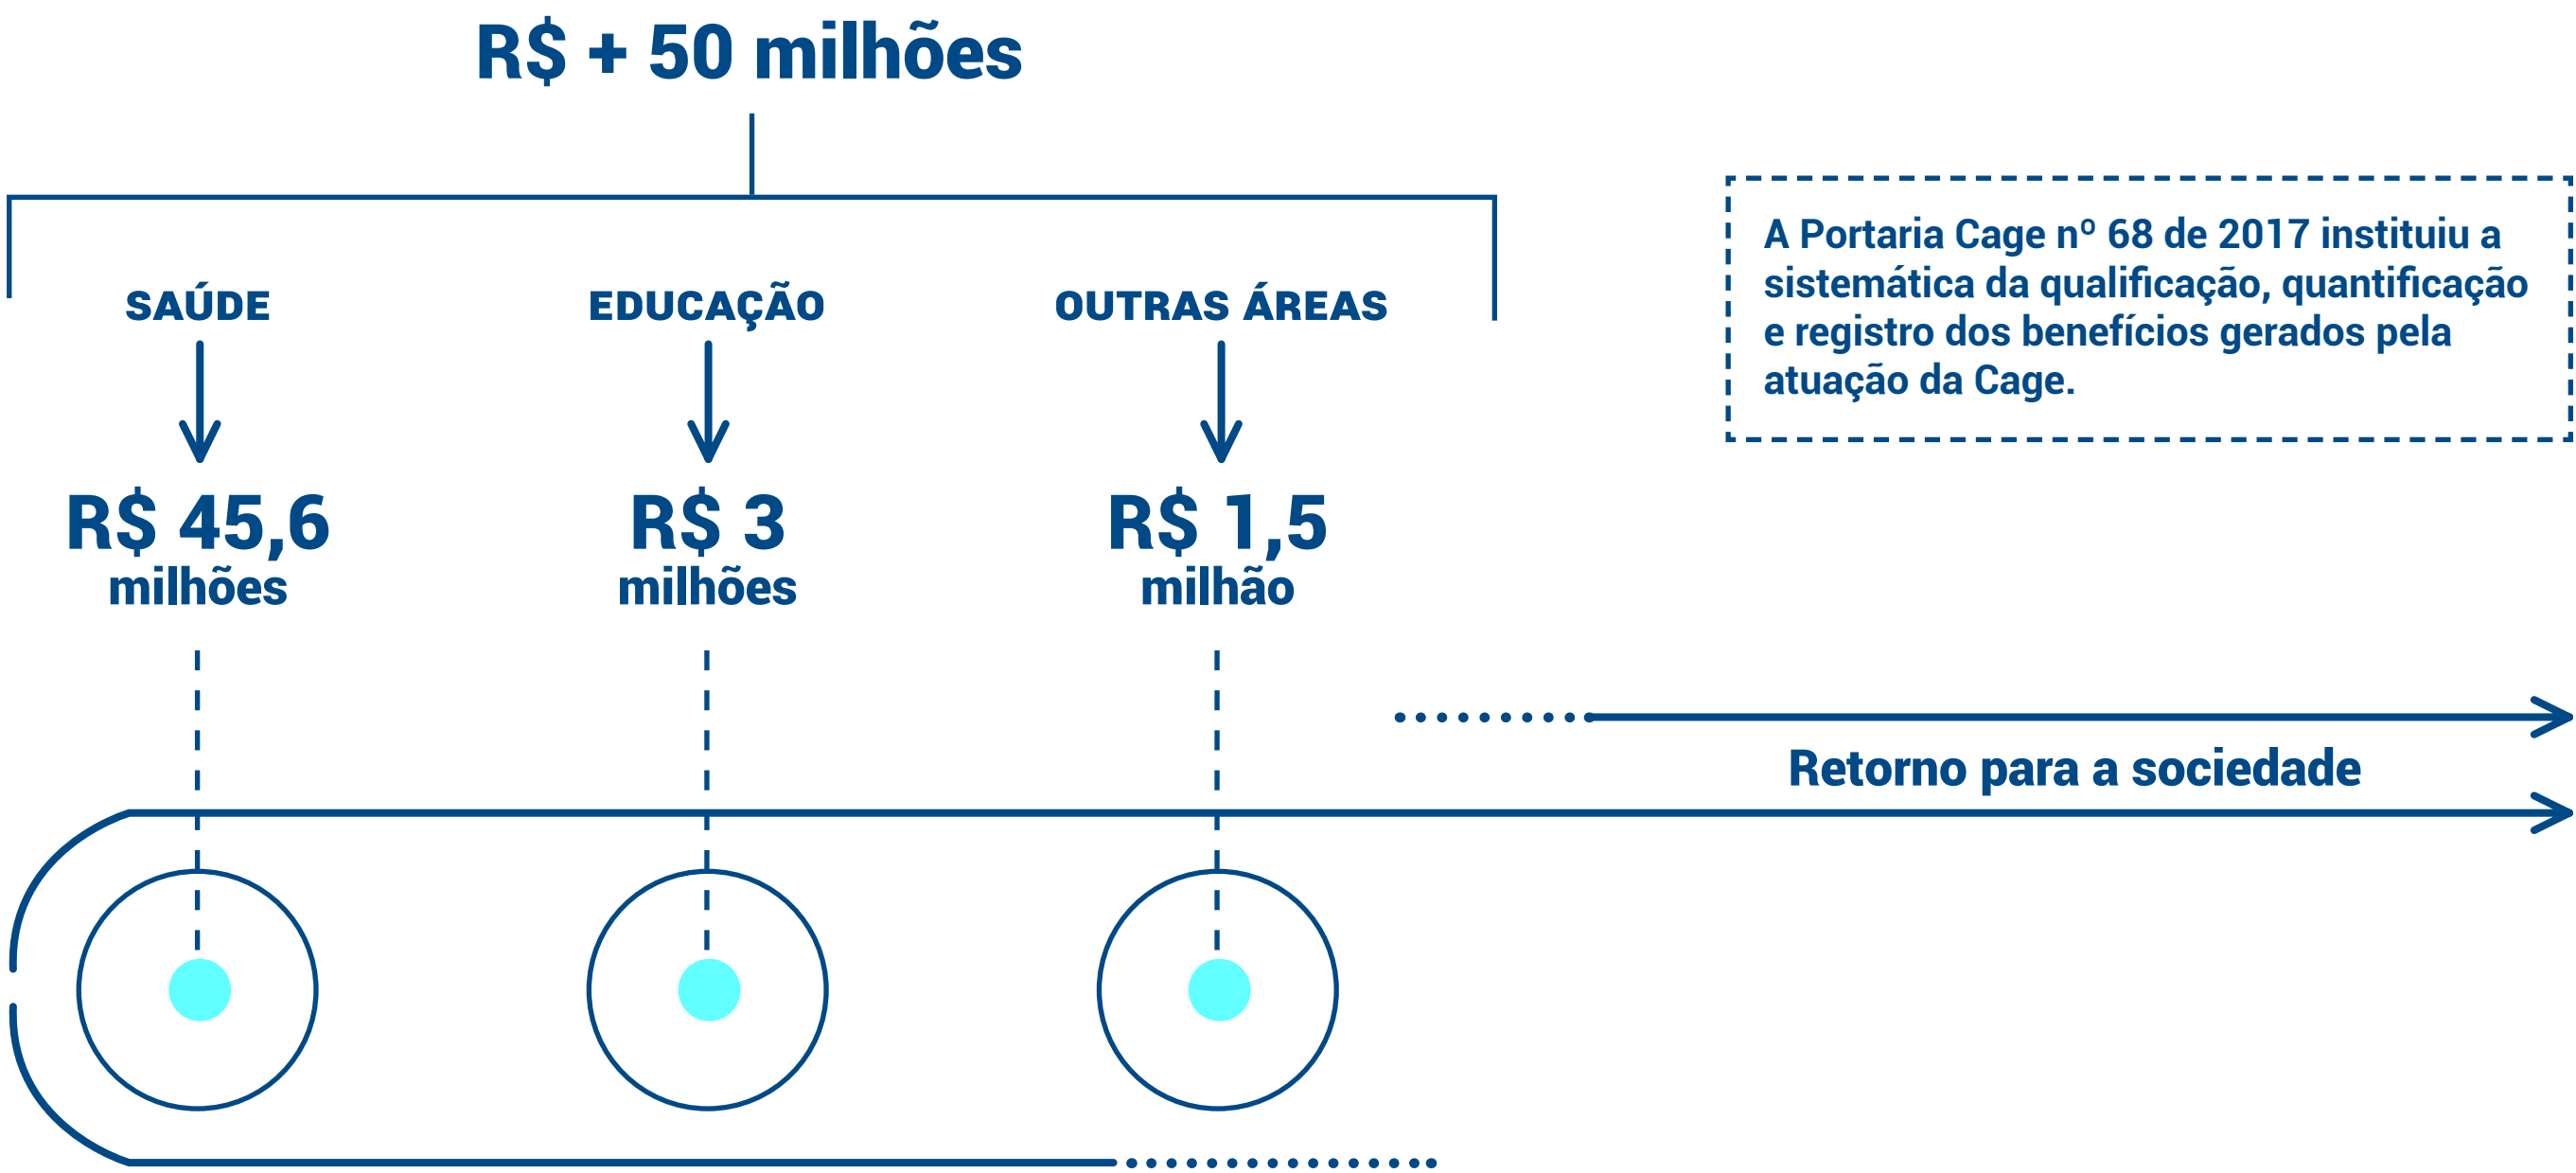 R$ + 50 milhões
SAÚDE
EDUCAÇÃO
OUTRAS ÁREAS
R$ 45,6
milhões
R$ 3
milhões
R$ 1,5
milhão
A Portaria Cage nº 68 de 2017 instituiu a
sistemática da qualificação, quantificação
e registro dos benefícios gerados pela
atuação da Cage.
Retorno para a sociedade